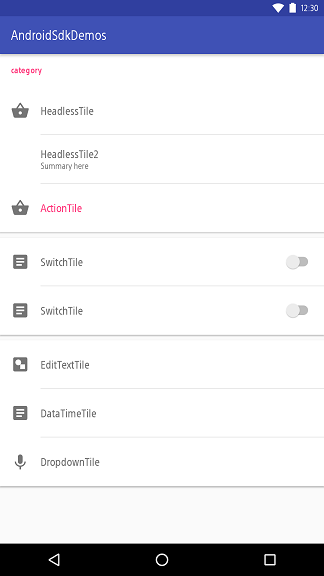 12:30
AndroidSdkDemos
category
HeadlessTile
HeadlessTile2
Summary here
ActionTile
SwitchTile
SwitchTile
EditTextTile
DataTimeTile
DropdownTile